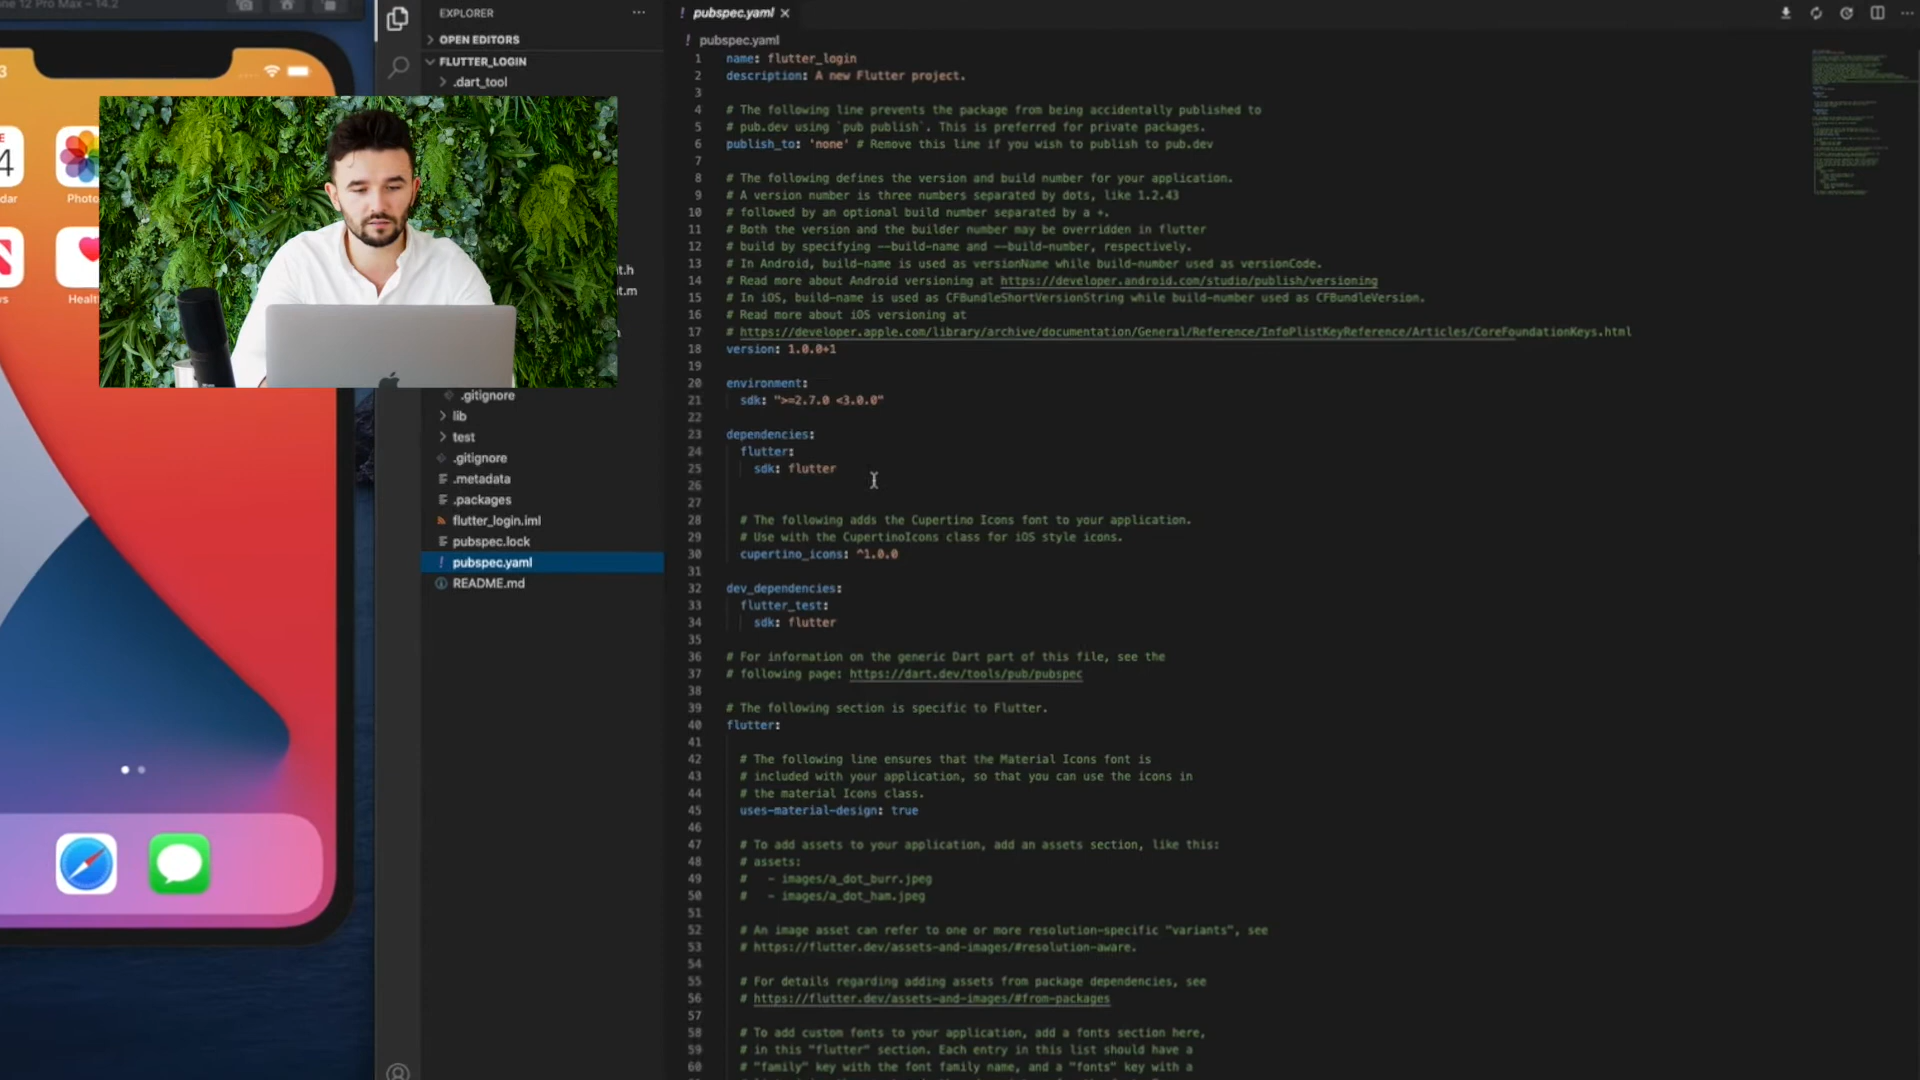 ne 12 Pro Max – 14.2
3
E
4
dar
Photo
vs
Healt
EXPLORER
OPEN EDITORS
FLUTTER_LOGIN
.dart_tool
t.h
t.m
.gitignore
lib
test
.gitignore
.metadata
.packages
flutter_login.iml
pubspec.lock
! pubspec.yaml
README.md
! pubspec.yaml
! pubspec.yaml
1 name: flutter_login
2 description: A new Flutter project.
3
4 # The following line prevents the package from being accidentally published to
5 # pub.dev using `pub publish`. This is preferred for private packages.
6 publish_to: 'none' # Remove this line if you wish to publish to pub.dev
7
8 # The following defines the version and build number for your application.
9 # A version number is three numbers separated by dots, like 1.2.43
10 # followed by an optional build number separated by a +.
11 # Both the version and the builder number may be overridden in flutter
12 # build by specifying --build-name and --build-number, respectively.
13 # In Android, build-name is used as versionName while build-number used as versionCode.
14 # Read more about Android versioning at https://developer.android.com/studio/publish/versioning
15 # In iOS, build-name is used as CFBundleShortVersionString while build-number used as CFBundleVersion.
16 # Read more about iOS versioning at
17 # https://developer.apple.com/library/archive/documentation/General/Reference/InfoPlistKeyReference/Articles/CoreFoundationKeys.html
18 version: 1.0.0+1
19
20 environment:
21 sdk: ">=2.7.0 <3.0.0"
22
23 dependencies:
24 flutter:
25 sdk: flutter
26
27
28 # The following adds the Cupertino Icons font to your application.
29 # Use with the CupertinoIcons class for iOS style icons.
30 cupertino_icons: ^1.0.0
31
32 dev_dependencies:
33 flutter_test:
34 sdk: flutter
35
36 # For information on the generic Dart part of this file, see the
37 # following page: https://dart.dev/tools/pub/pubspec
38
39 # The following section is specific to Flutter.
40 flutter:
41
42 # The following line ensures that the Material Icons font is
43 # included with your application, so that you can use the icons in
44 # the material Icons class.
45 uses-material-design: true
46
47 # To add assets to your application, add an assets section, like this:
48 # assets:
49 # - images/a_dot_burr.jpeg
50 # - images/a_dot_ham.jpeg
51
52 # An image asset can refer to one or more resolution-specific "variants", see
53 # https://flutter.dev/assets-and-images/#resolution-aware.
54
55 # For details regarding adding assets from package dependencies, see
56 # https://flutter.dev/assets-and-images/#from-packages
57
58 # To add custom fonts to your application, add a fonts section here,
59 # in this "flutter" section. Each entry in this list should have a
60 # "family" key with the font family name, and a "fonts" key with a